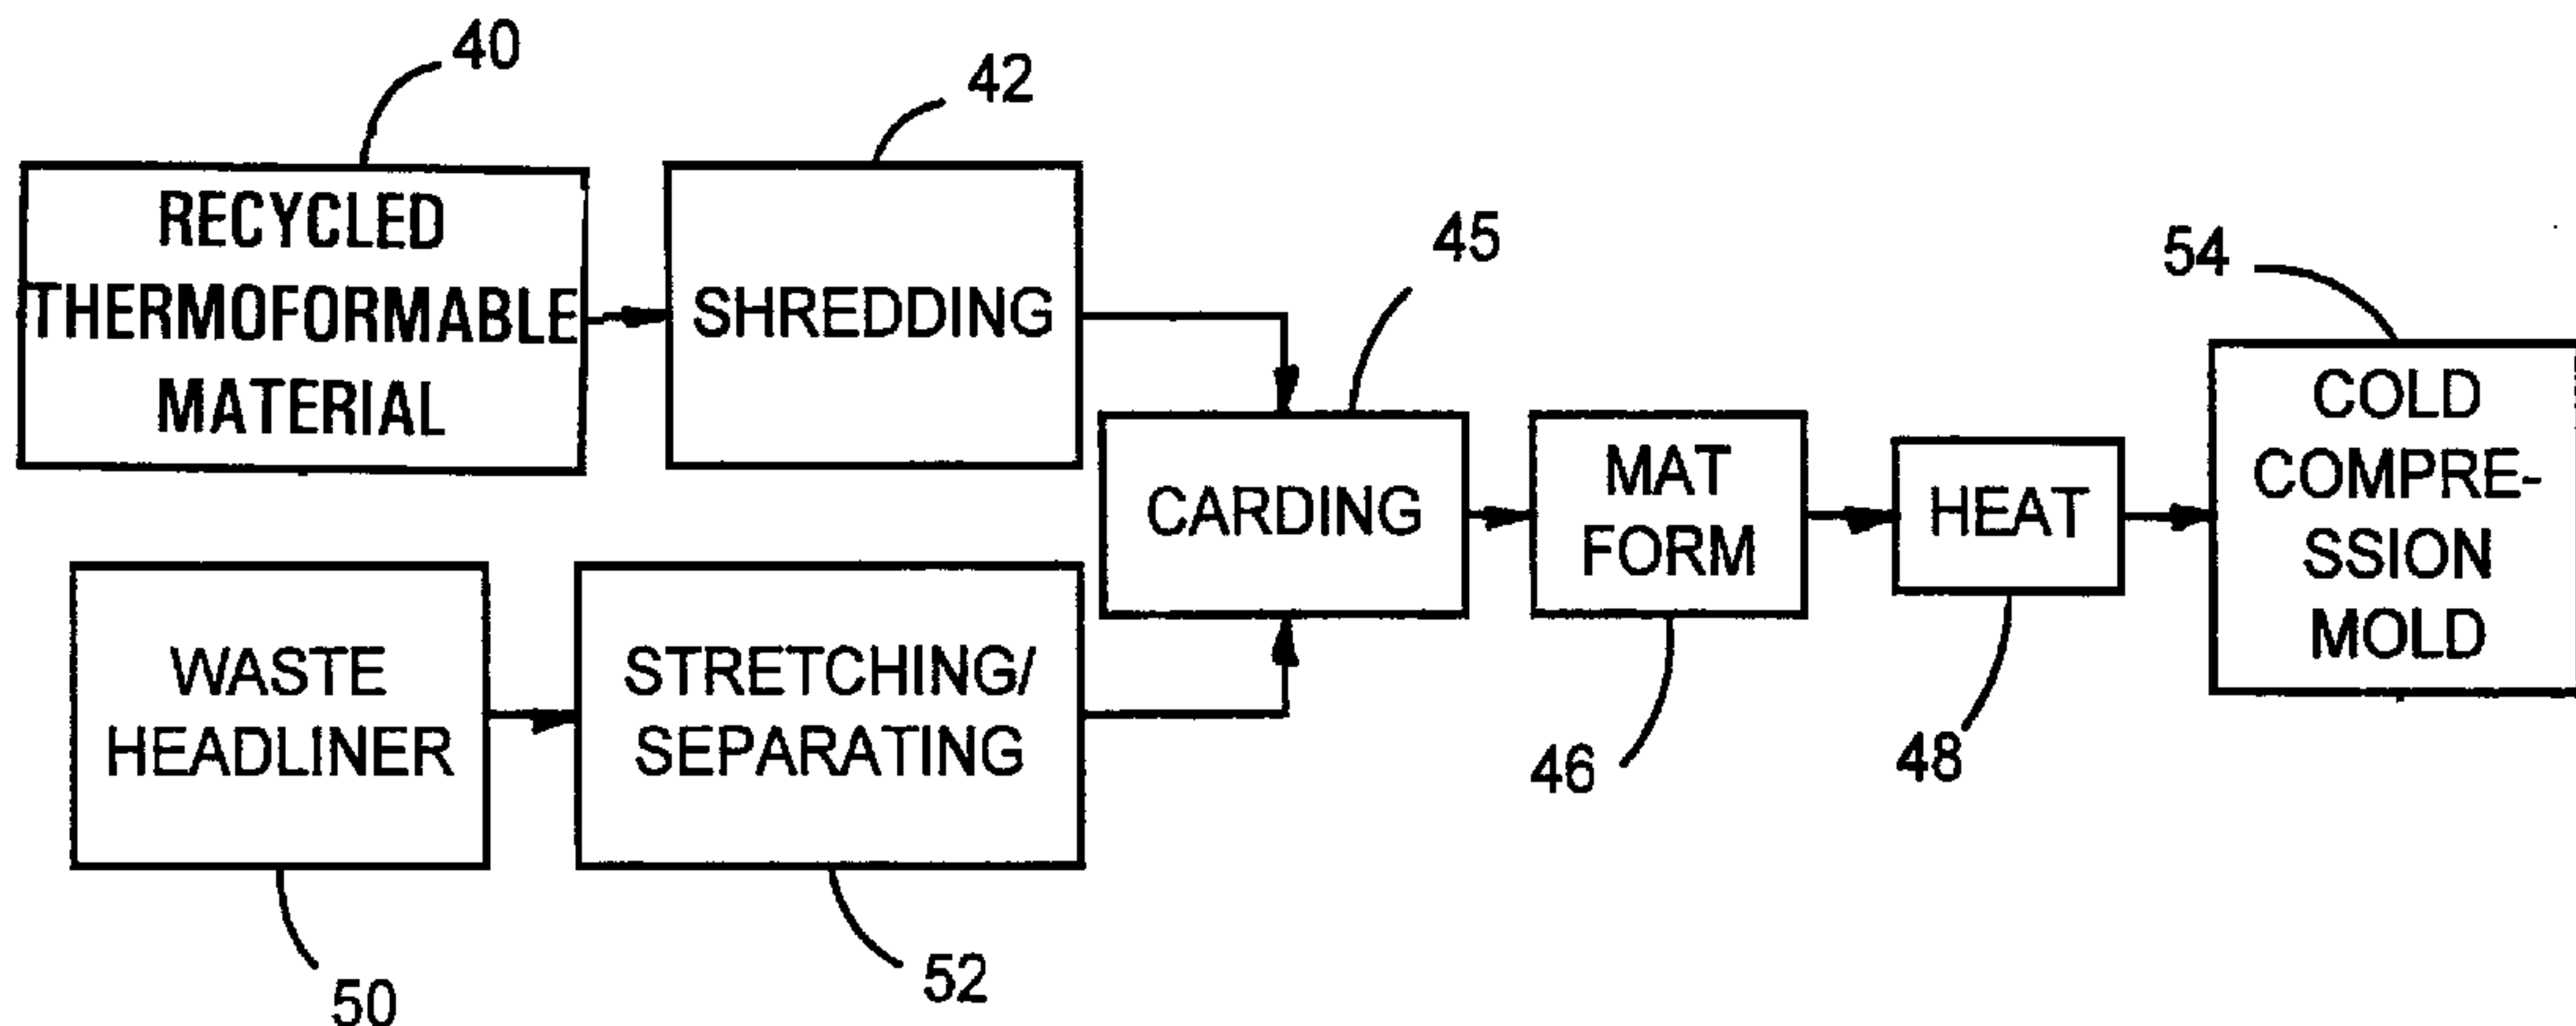 40
42
RECYCLED
THERMOFORMABLE
MATERIAL
SHREDDING
45
54
CARDING
MAT
FORM
HEAT
COLD
COMPRE-
SSION
MOLD
WASTE
HEADLINER
STRETCHING/
SEPARATING
46
48
50
52